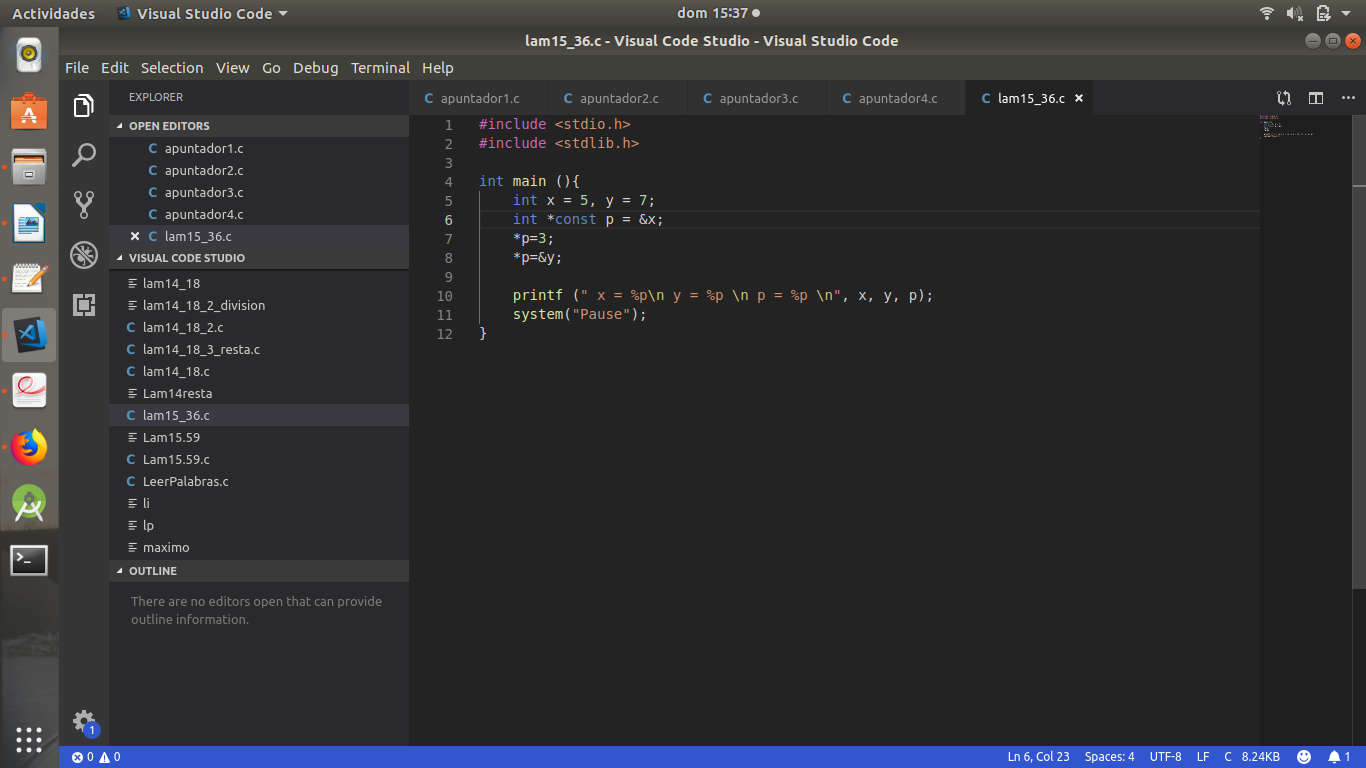 Actividades Visual Studio Code dom 15:37
lam15_36.c - Visual Code Studio - Visual Studio Code
File Edit Selection View Go Debug Terminal Help
EXPLORER
OPEN EDITORS
apuntador1.c
apuntador2.c
apuntador3.c
apuntador4.c
lam15_36.c
VISUAL CODE STUDIO
lam14_18
lam14_18_2_division
lam14_18_2.c
lam14_18_3_resta.c
lam14_18.c
Lam14resta
lam15_36.c
Lam15.59
Lam15.59.c
LeerPalabras.c
li
lp
maximo
OUTLINE
There are no editors open that can provide
outline information.
1
apuntador1.c apuntador2.c apuntador3.c apuntador4.c lam15_36.c
1 #include <stdio.h>
2 #include <stdlib.h>
3
4 int main (){
5 int x = 5, y = 7;
6 int *const p = &x;
7 *p=3;
8 *p=&y;
9
10 printf (" x = %p\n y = %p \n p = %p \n", x, y, p);
11 system("Pause");
12 }
0 0 Ln 6, Col 23 Spaces: 4 UTF-8 LF C 8.24KB 1